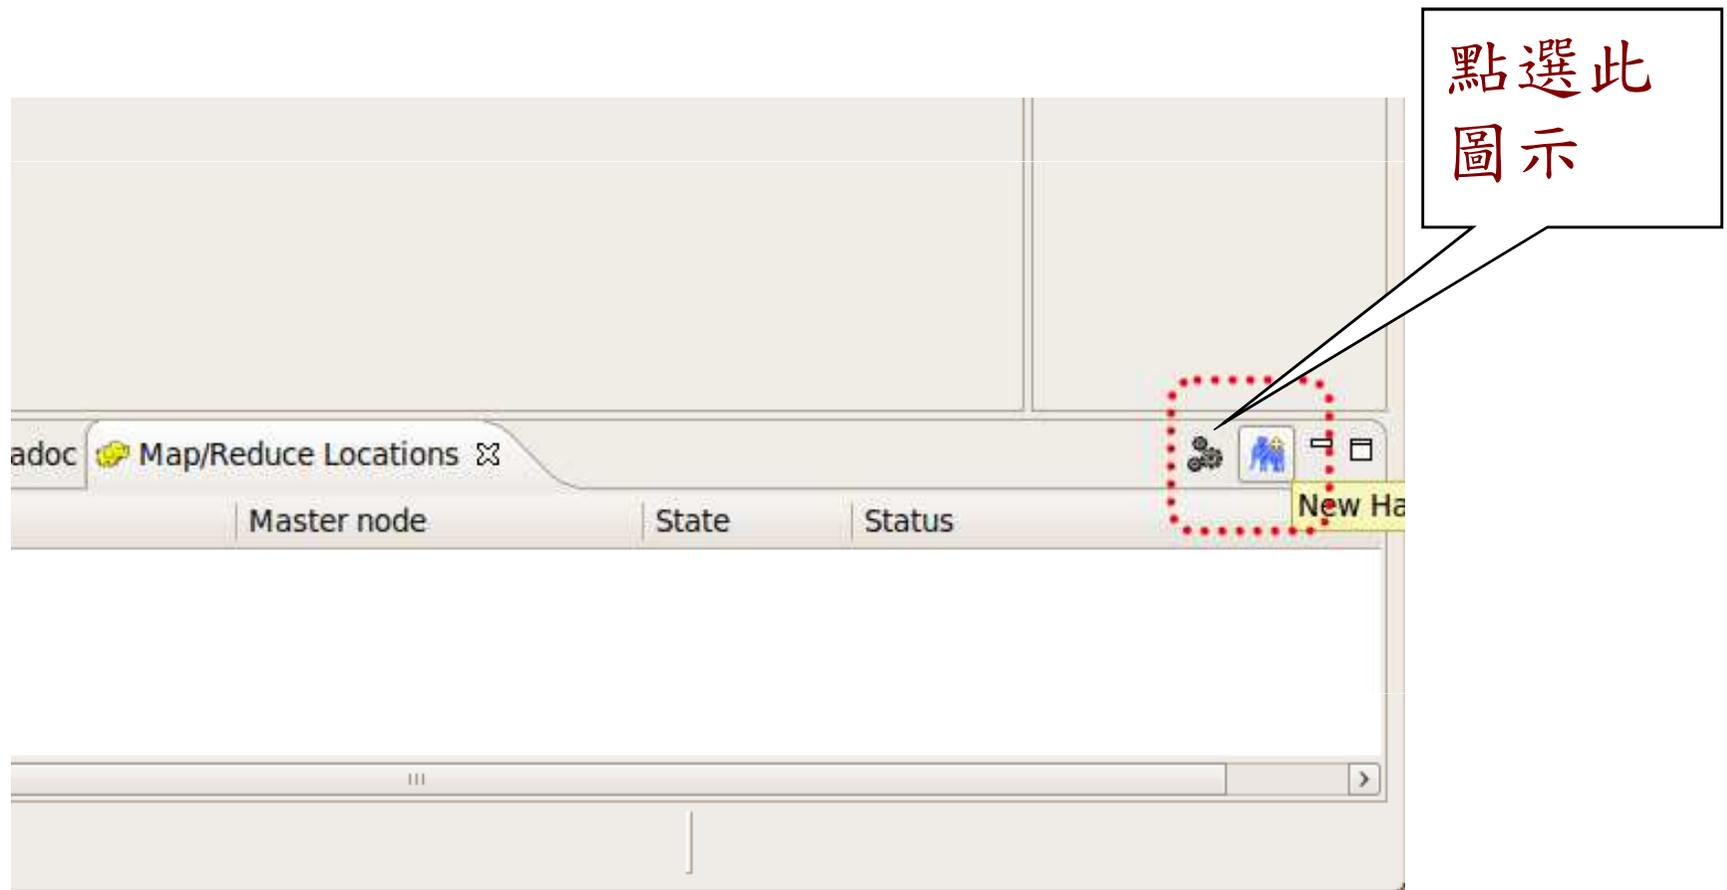 點選此
圖示
adoc Map/Reduce Locations
New Ha
Master node State Status